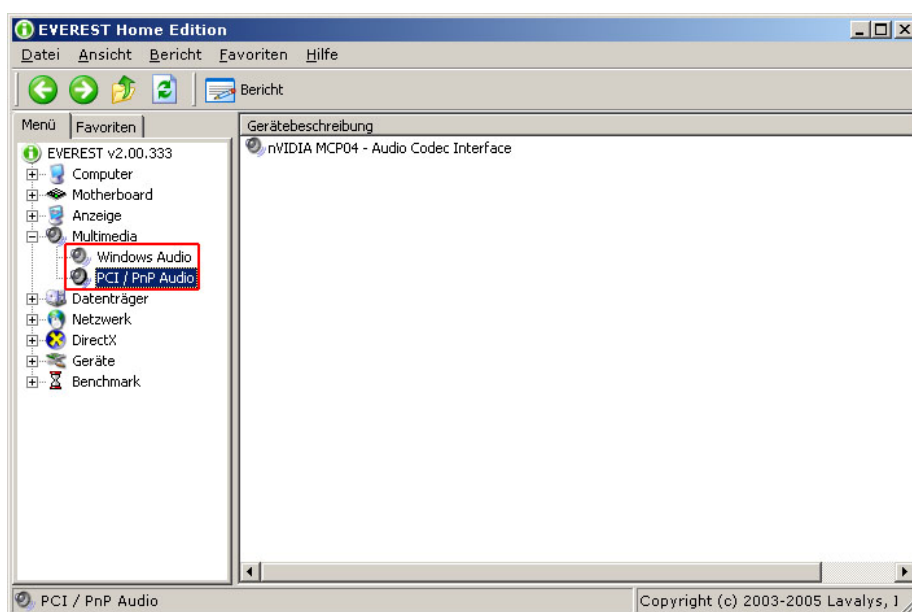 EVEREST Home Edition
Datei Ansicht Bericht Favoriten Hilfe
Bericht
Menü Favoriten
Gerätebeschreibung
EVEREST v2.00.333
nVIDIA MCP04 - Audio Codec Interface
Computer
Motherboard
Anzeige
Multimedia
Windows Audio
PCI / PnP Audio
Datenträger
Netzwerk
DirectX
Geräte
Benchmark
PCI / PnP Audio
Copyright (c) 2003-2005 Lavalys,